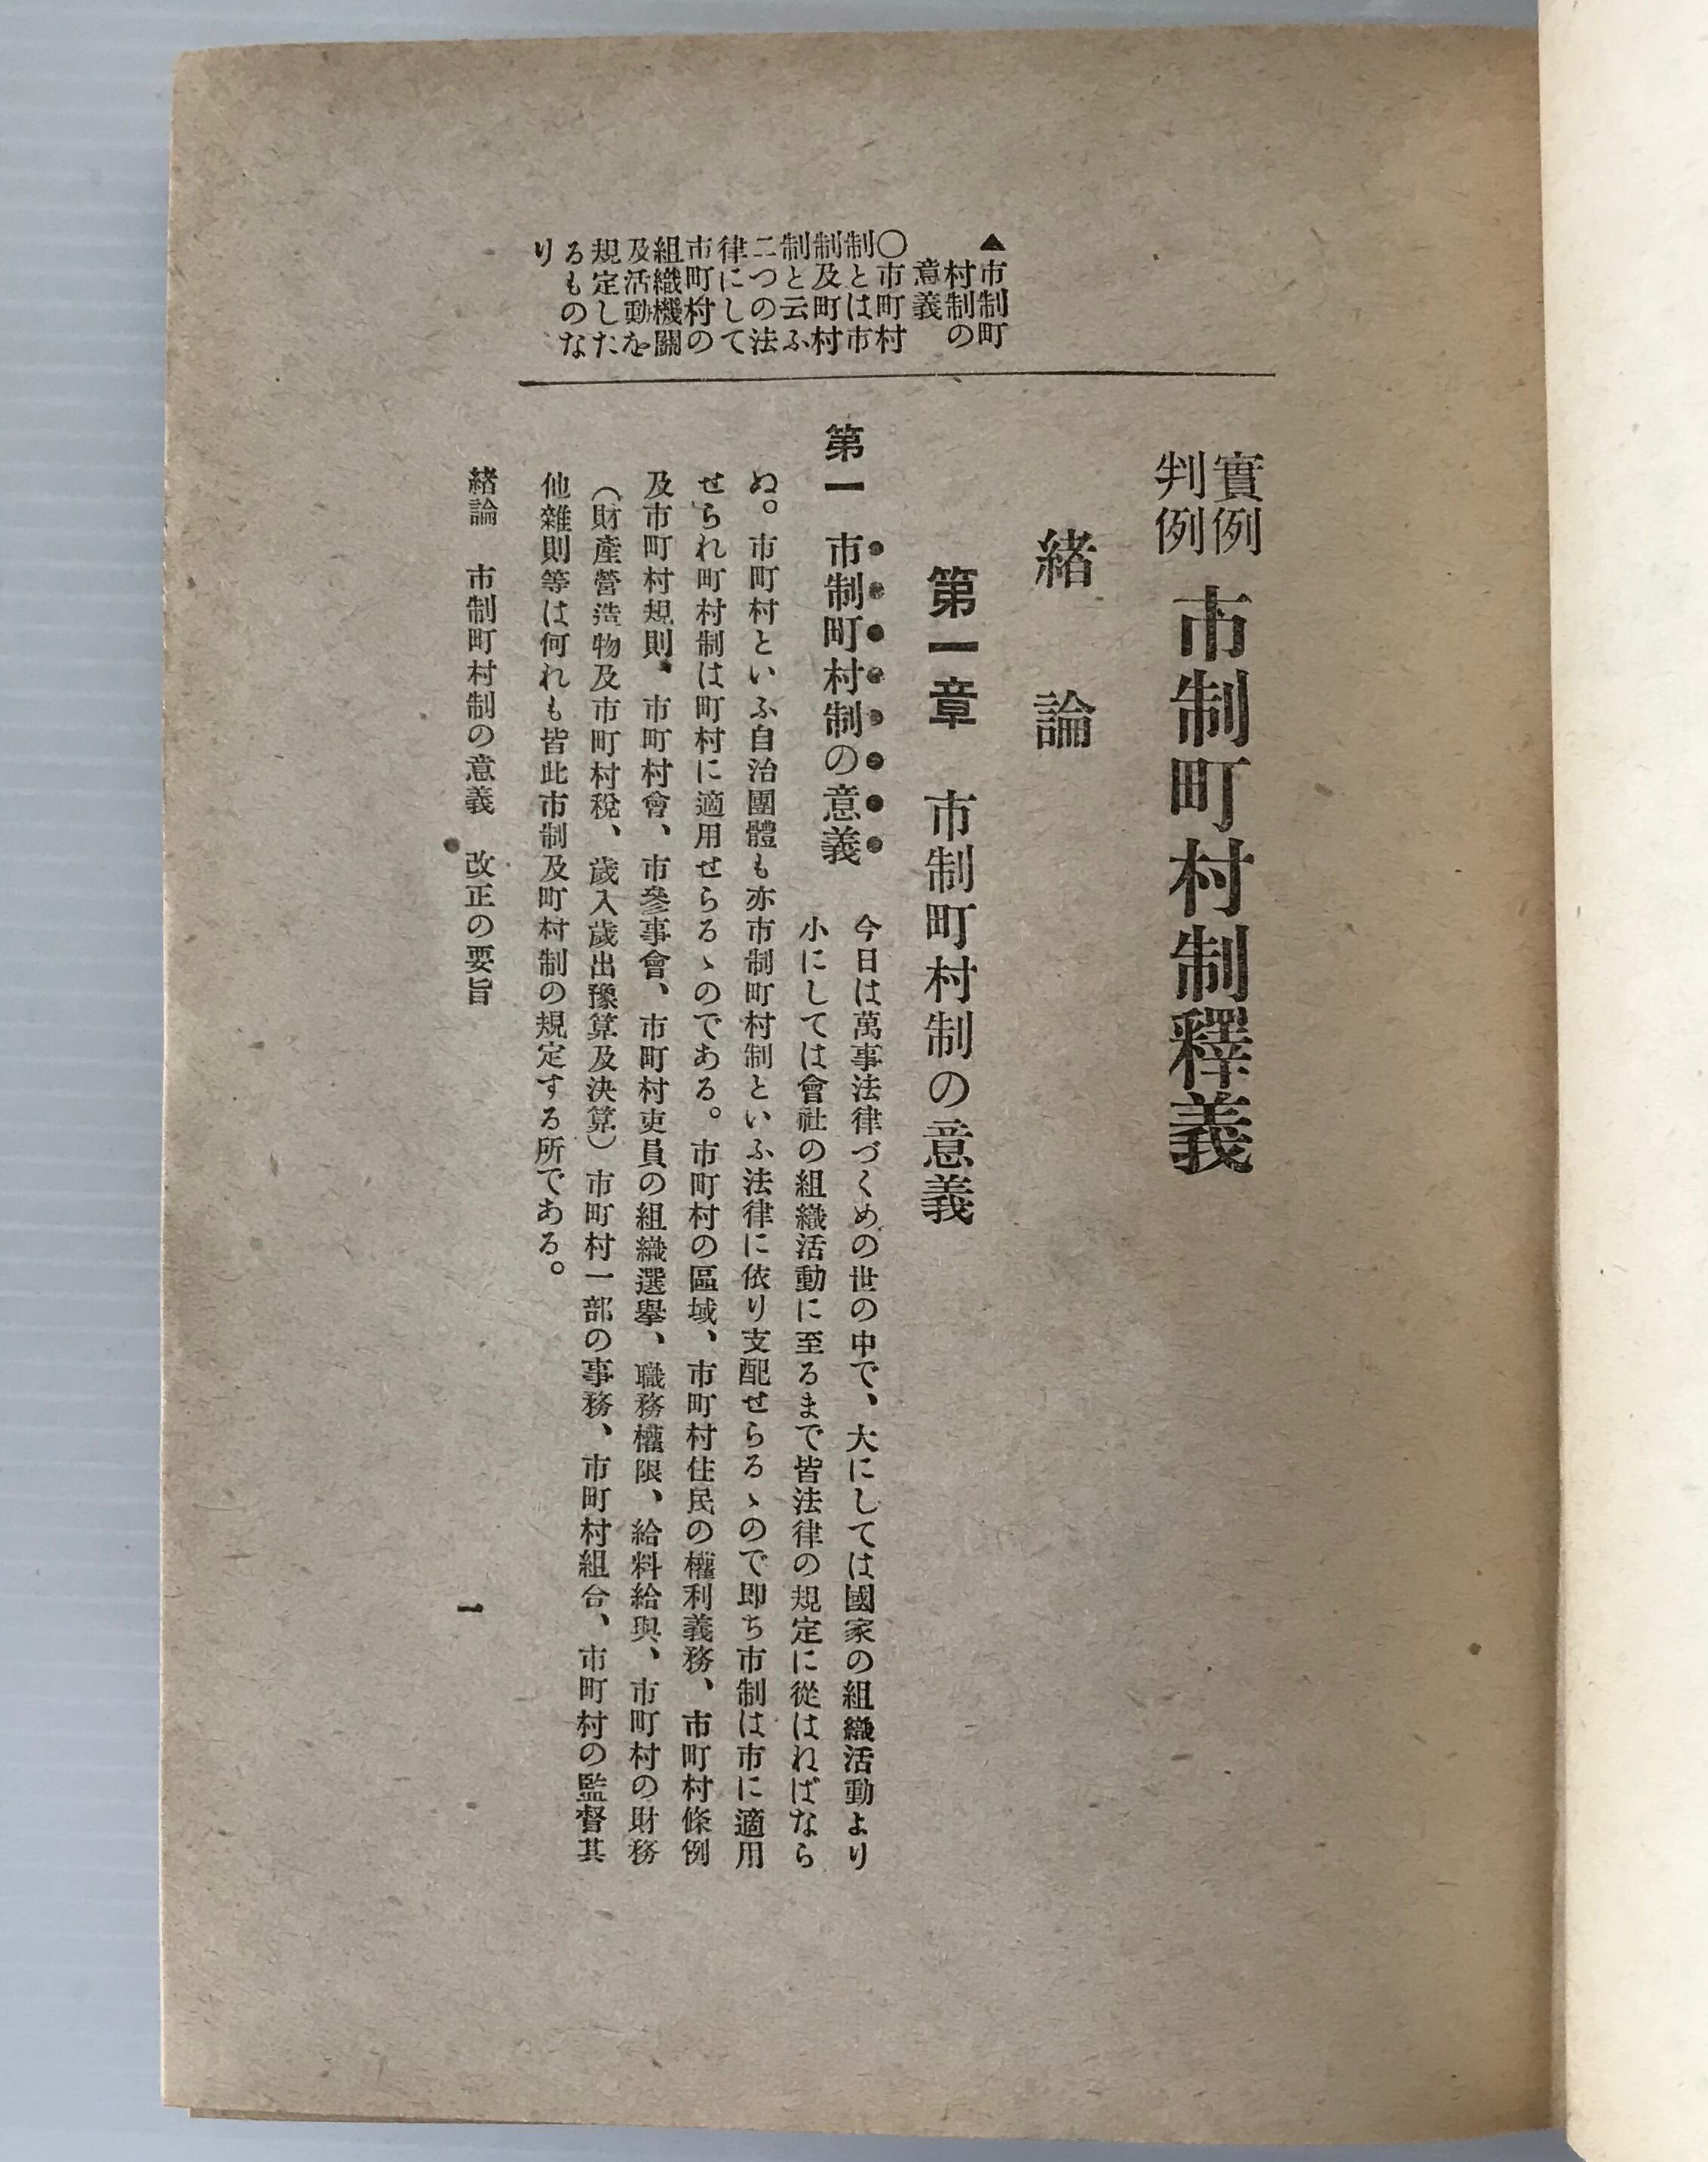 實例
判例
市制町村制釋義
緒論
第一章　市制町村制の意義
▲市制町
村制の
意義
〇市町村
制とは市
制及町村
制と云ふ
二つの法
律にして
市町村の
組織機關
及活動を
規定した
るものな
り
第一　市制町村制の意義
今日は萬事法律づくめの世の中で、大にしては國家の組織活動より
小にしては會社の組織活動に至るまで皆法律の規定に從はねばなら
ぬ。市町村といふ自治團體も亦市制町村制といふ法律に依り支配せらるゝので即ち市制は市に適用
せられ町村制は町村に適用せらるゝのである。市町村の區域、市町村住民の權利義務、市町村條例
及市町村規則、市町村會、市參事會、市町村吏員の組織選擧、職務權限、給料給與、市町村の財務
（財產營造物及市町村稅、歲入歲出豫算及決算）市町村一部の事務、市町村組合、市町村の監督其
他雜則等は何れも皆此市制及町村制の規定する所である。
緒論　市制町村制の意義　改正の要旨
一